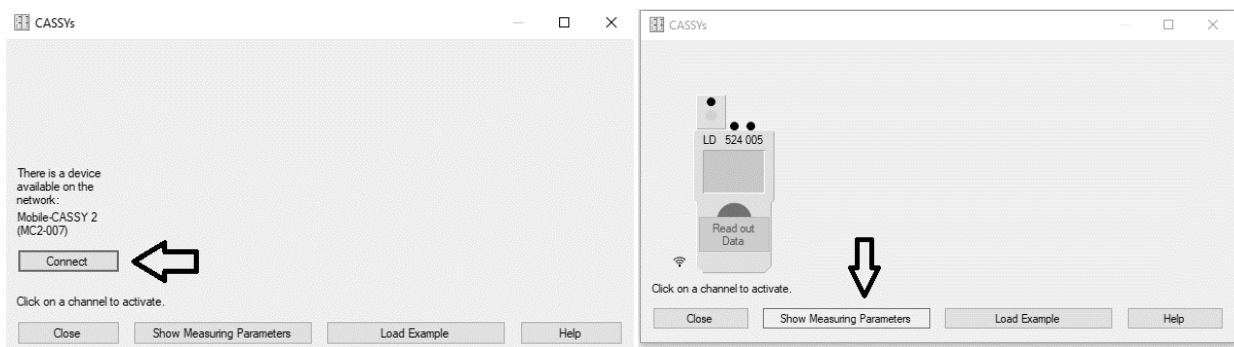 CASSYs
There is a device
available on the
network:
Mobile-CASSY 2
(MC2-007)
Connect
Click on a channel to activate.
Close Show Measuring Parameters Load Example Help
CASSYs
LD 524 005
Read out
Data
Click on a channel to activate.
Close Show Measuring Parameters Load Example Help